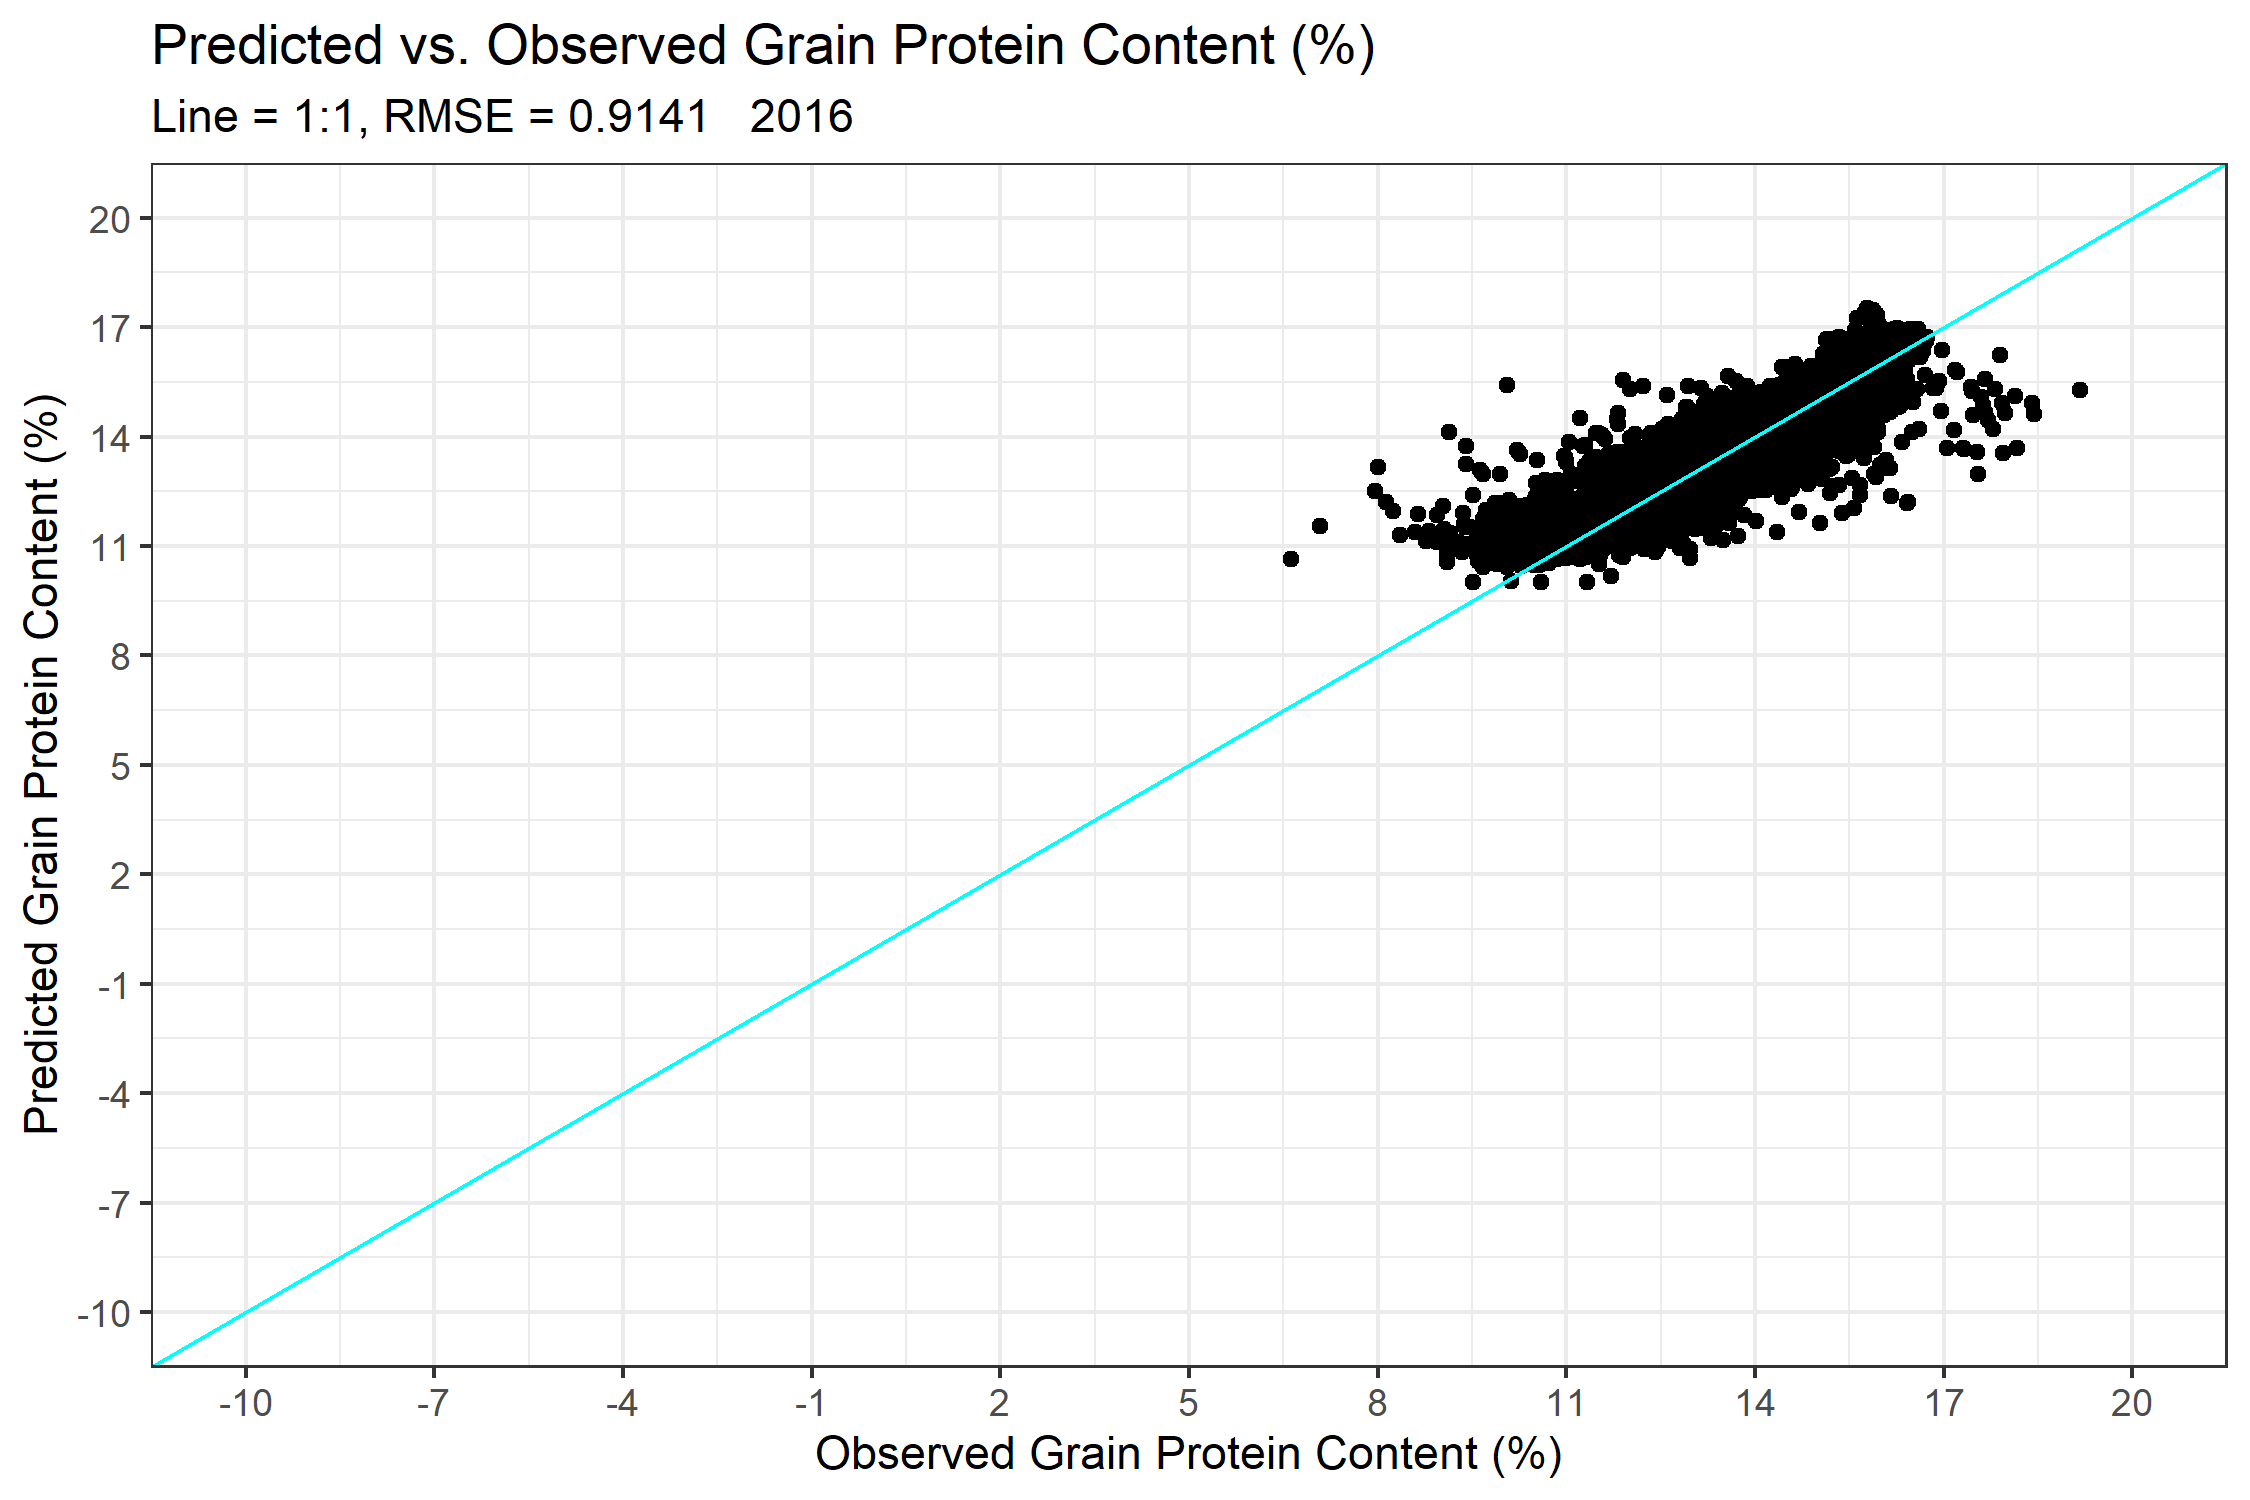 Predicted vs. Observed Grain Protein Content (%)
Line = 1:1, RMSE = 0.9141   2016
Predicted Grain Protein Content (%)
20
17
14
11
8
5
2
-1
-4
-7
-10
-10 -7 -4 -1 2 5 8 11 14 17 20
Observed Grain Protein Content (%)